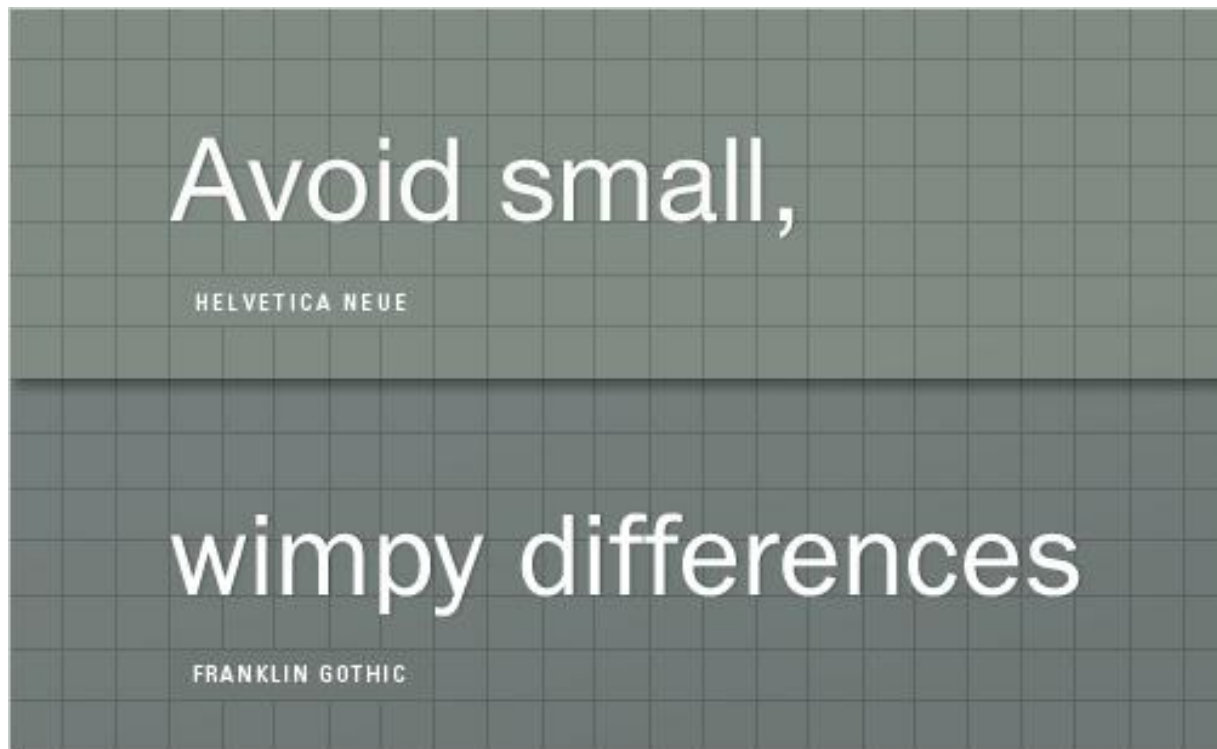 Avoid small,
HELVETICA NEUE
wimpy differences
FRANKLIN GOTHIC